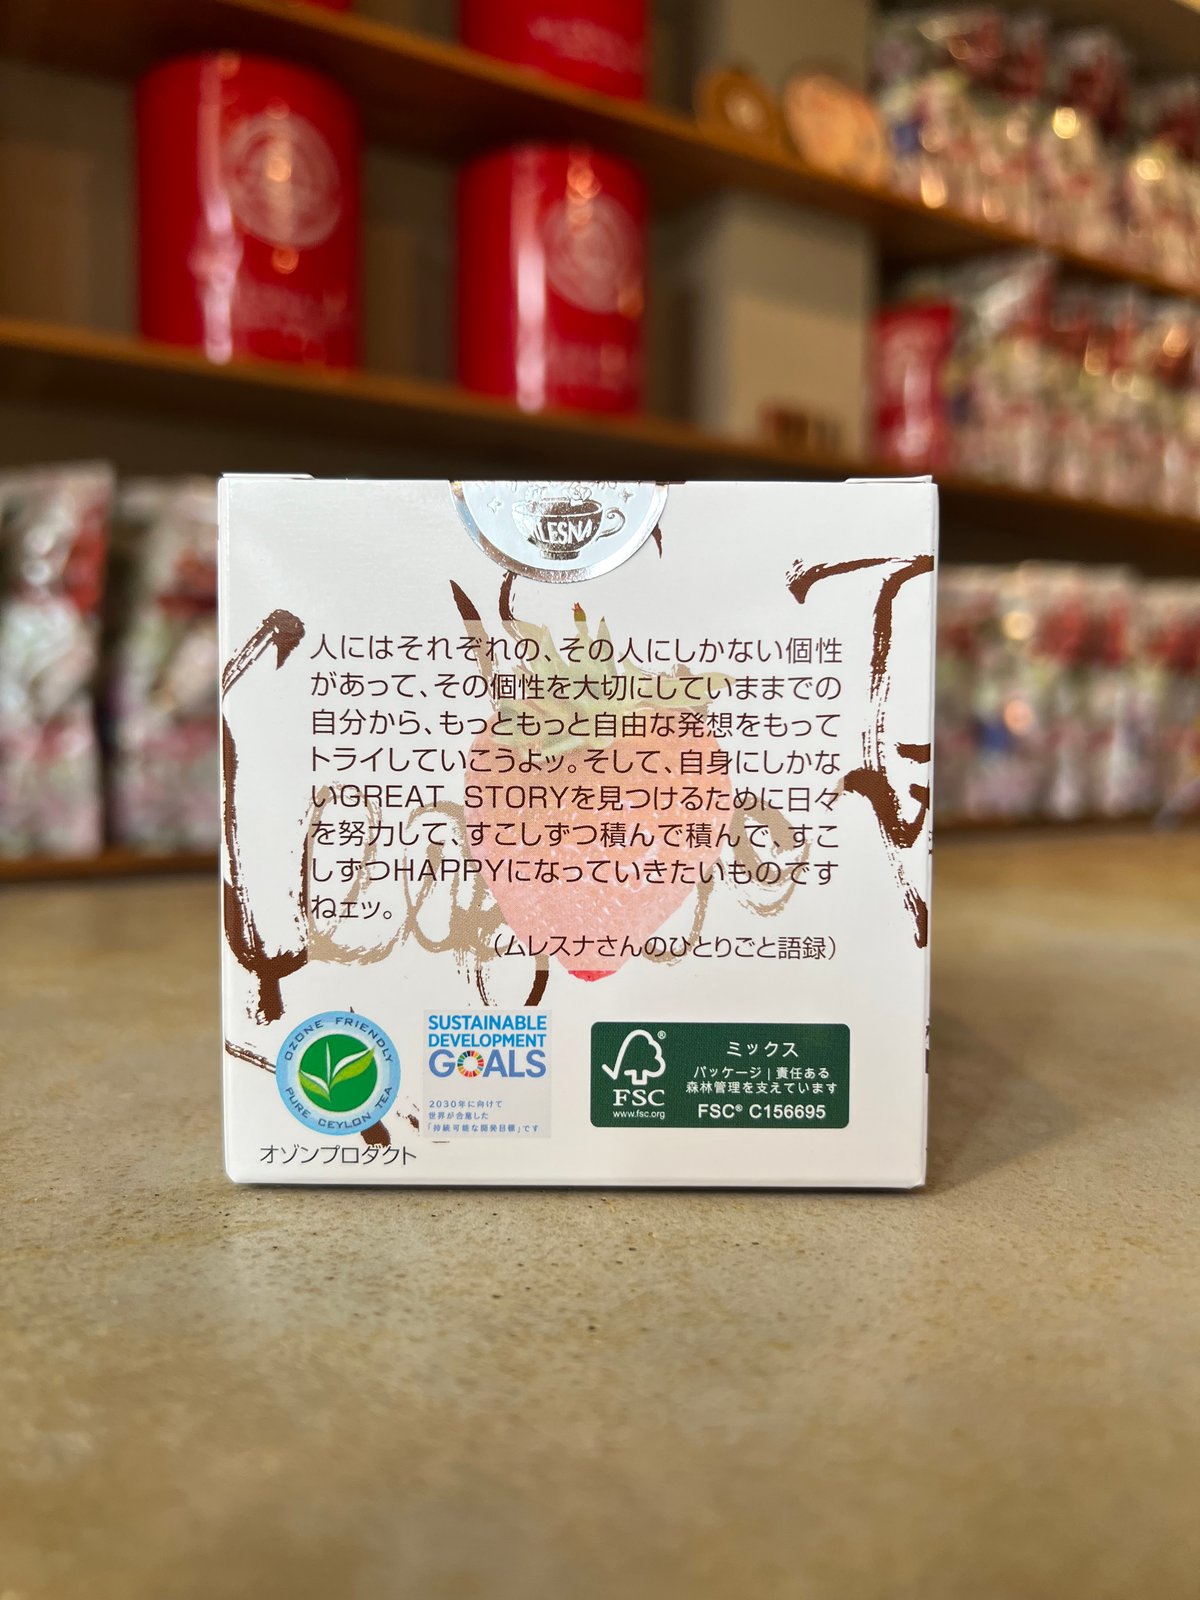 LESNA
人にはそれぞれの、その人にしかない個性
があって、その個性を大切にしていままでの
自分から、もっともっと自由な発想をもって
トライしていこうよッ。そして、自身にしかな
いGREAT STORYを見つけるために日々
を努力して、すこしずつ積んで積んで、すこ
しずつHAPPYになっていきたいものです
ねェッ。
(ムレスナさんのひとりごと語録)
OZONE FRIENDLY
PURE CEYLON TEA
オゾンプロダクト
SUSTAINABLE
DEVELOPMENT
GOALS
2030年に向けて
世界が合意した
「持続可能な開発目標」です
FSC
www.fsc.org
ミックス
パッケージ|責任ある
森林管理を支えています
FSC® C156695